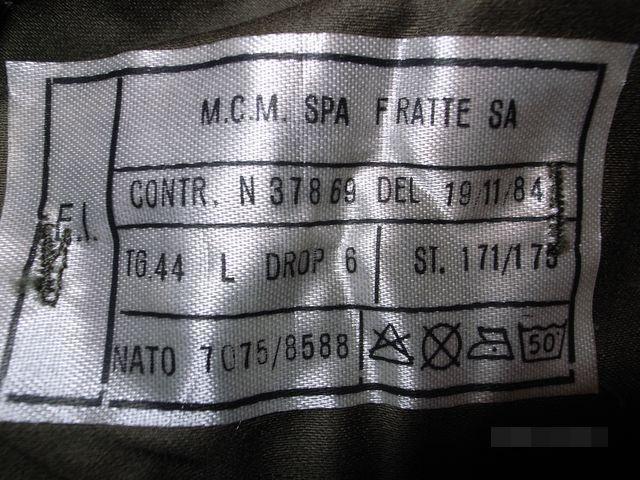 M.C.M. SPA FRATTE SA
E.I.
CONTR. N 37869 DEL 19/11/84
TG.44 L DROP 6 ST. 171/175
NATO 7075/8588 50°